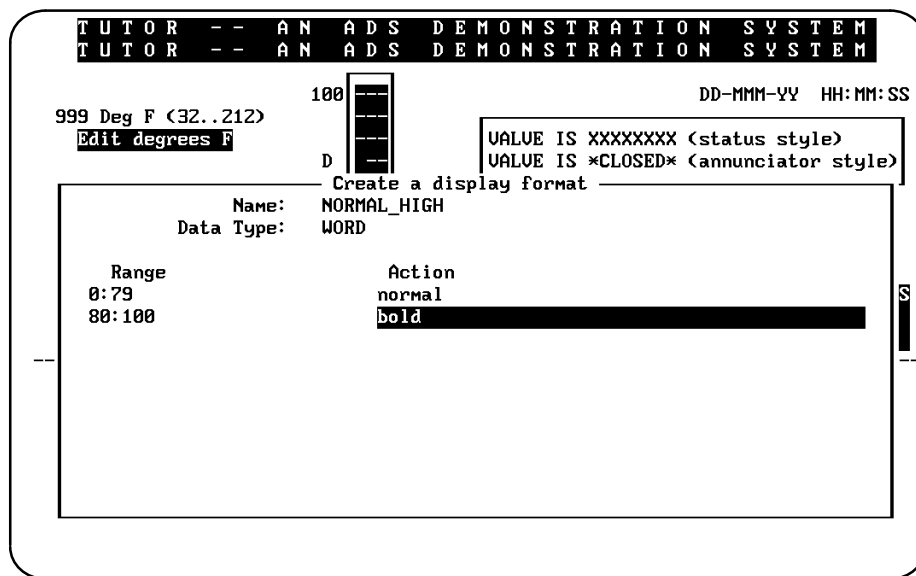 T U T O R -- A N A D S D E M O N S T R A T I O N S Y S T E M
T U T O R -- A N A D S D E M O N S T R A T I O N S Y S T E M
100 --- DD-MMM-YY HH:MM:SS
999 Deg F (32..212) ---
Edit degrees F --- VALUE IS XXXXXXXX (status style)
D -- VALUE IS *CLOSED* (annunciator style)
Create a display format
Name: NORMAL_HIGH
Data Type: WORD
Range Action
0:79 normal S
80:100 bold
-- --